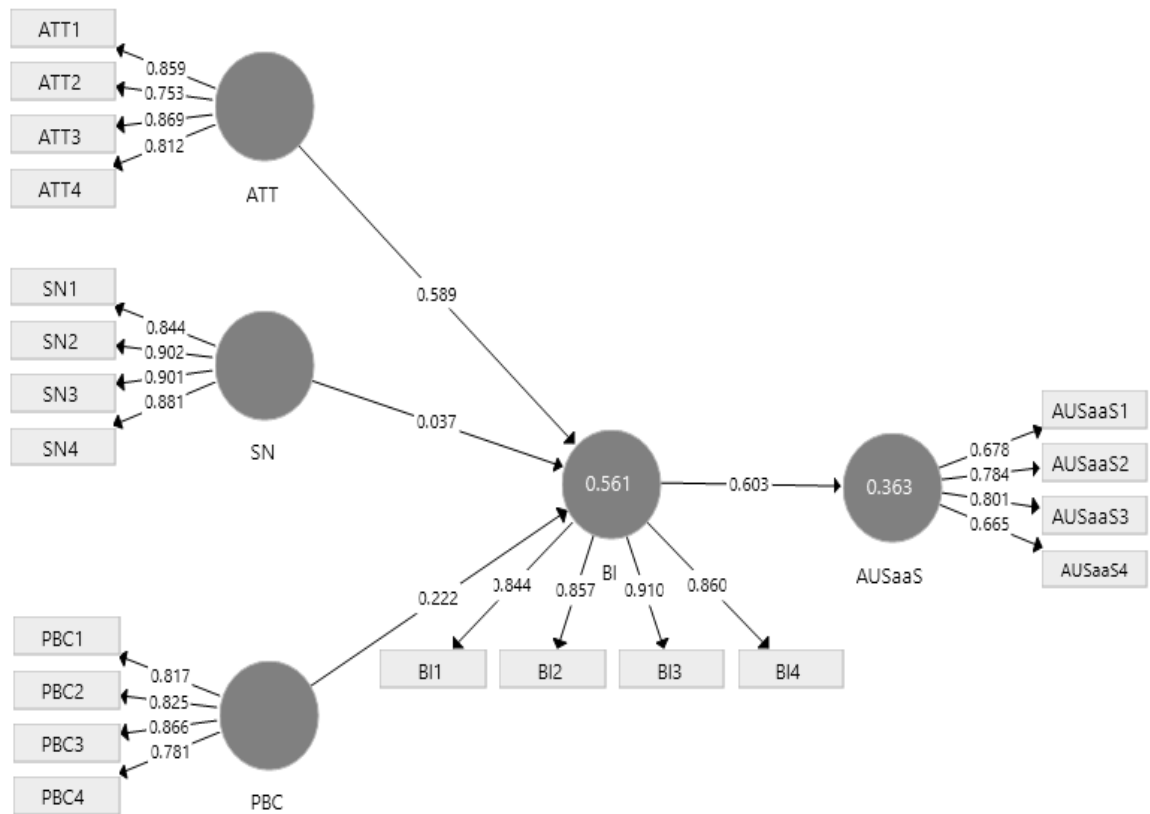 ATT1
ATT2
ATT3
ATT4
0.859
0.753
0.869
0.812
ATT
0.589
SN1
SN2
SN3
SN4
0.844
0.902
0.901
0.881
SN
0.037
PBC1
PBC2
PBC3
PBC4
0.817
0.825
0.866
0.781
PBC
0.222
0.561
BI
0.844
0.857
0.910
0.860
BI1
BI2
BI3
BI4
0.603
0.363
AUSaaS
0.678
0.784
0.801
0.665
AUSaaS1
AUSaaS2
AUSaaS3
AUSaaS4